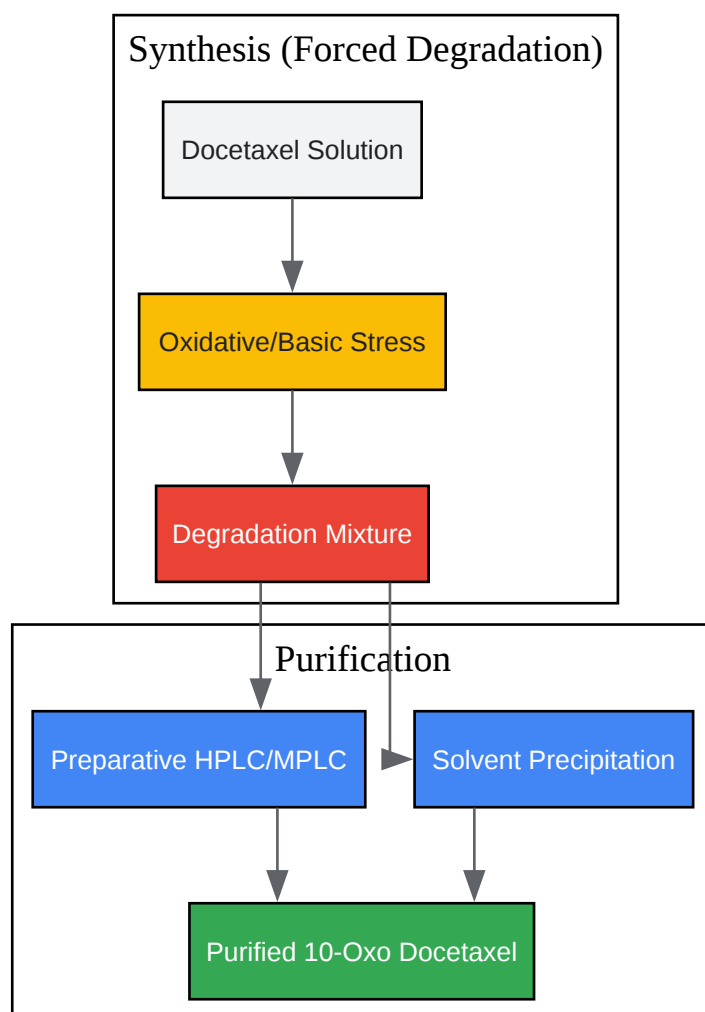 Synthesis (Forced Degradation)
Docetaxel Solution
Oxidative/Basic Stress
Degradation Mixture
Purification
Preparative HPLC/MPLC
Solvent Precipitation
Purified 10-Oxo Docetaxel